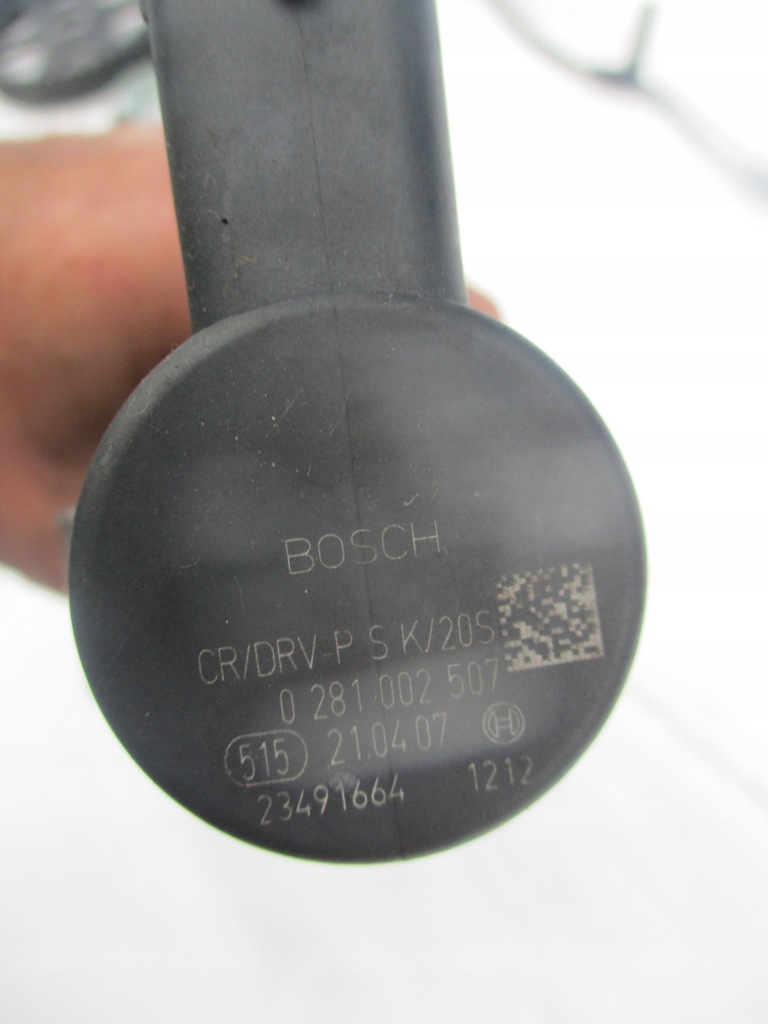 BOSCH
CR/DRV-P S K/20S
0 281 002 507
515 21.04.07
23491664 1212